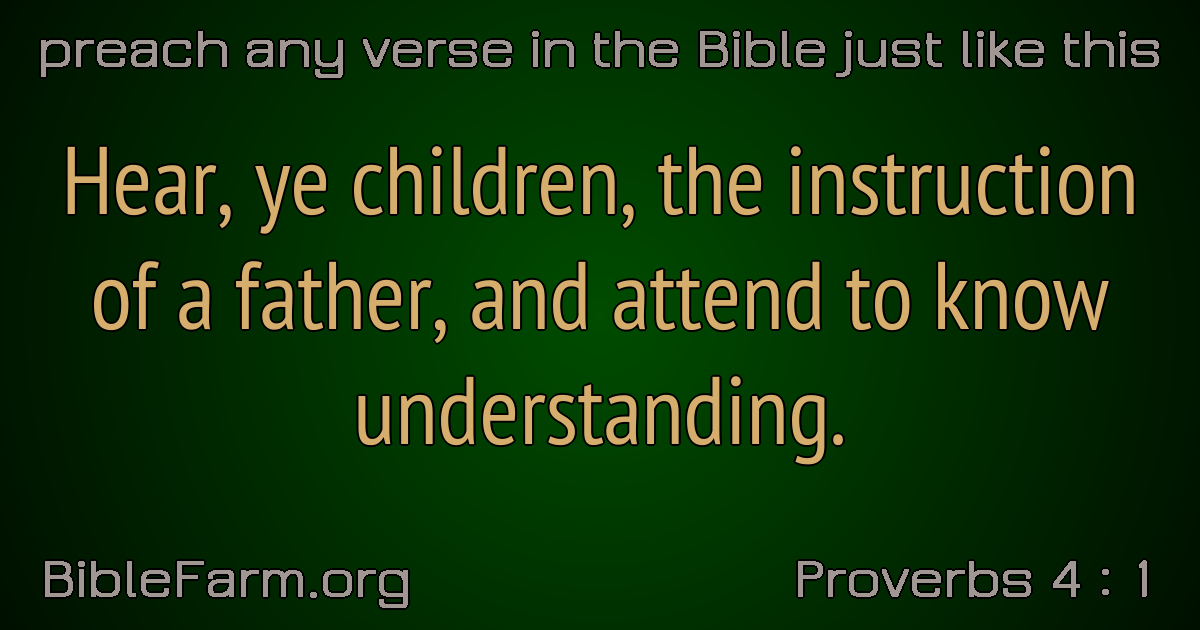 preach any verse in the Bible just like this
Hear, ye children, the instruction
of a father, and attend to know
understanding.
BibleFarm.org
Proverbs 4 : 1